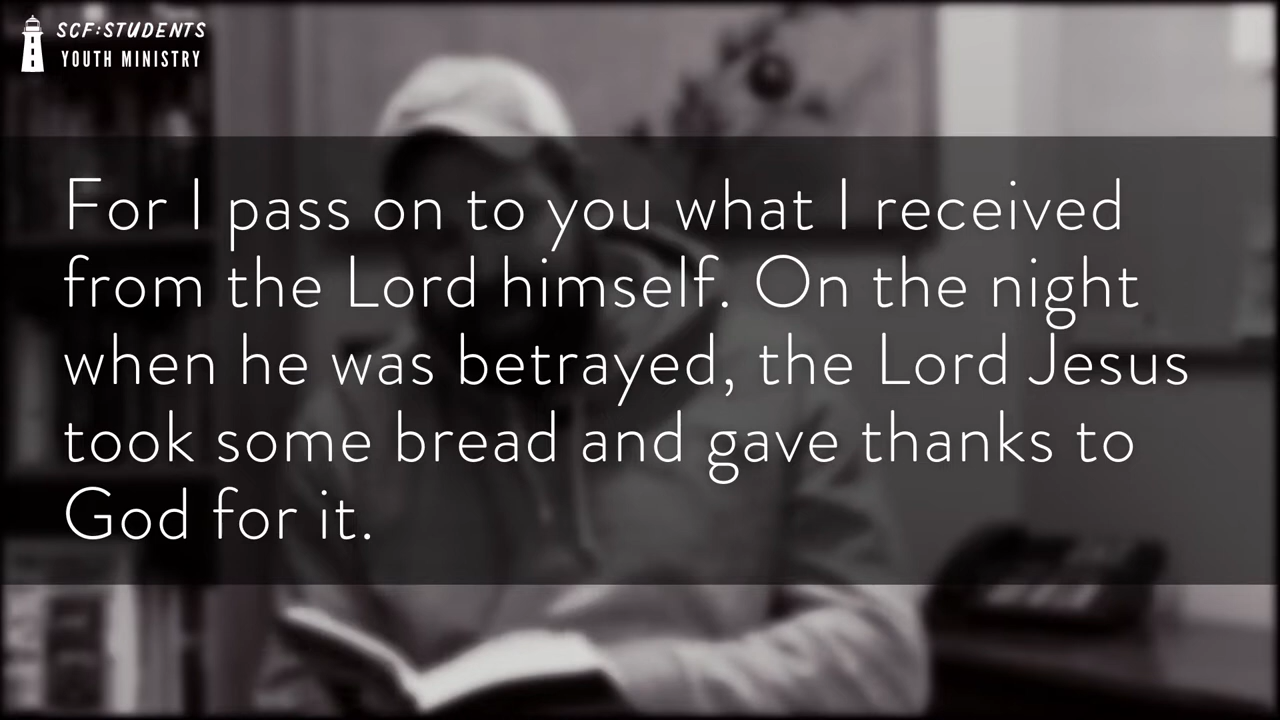 SCF:STUDENTS
YOUTH MINISTRY
For I pass on to you what I received
from the Lord himself. On the night
when he was betrayed, the Lord Jesus
took some bread and gave thanks to
God for it.